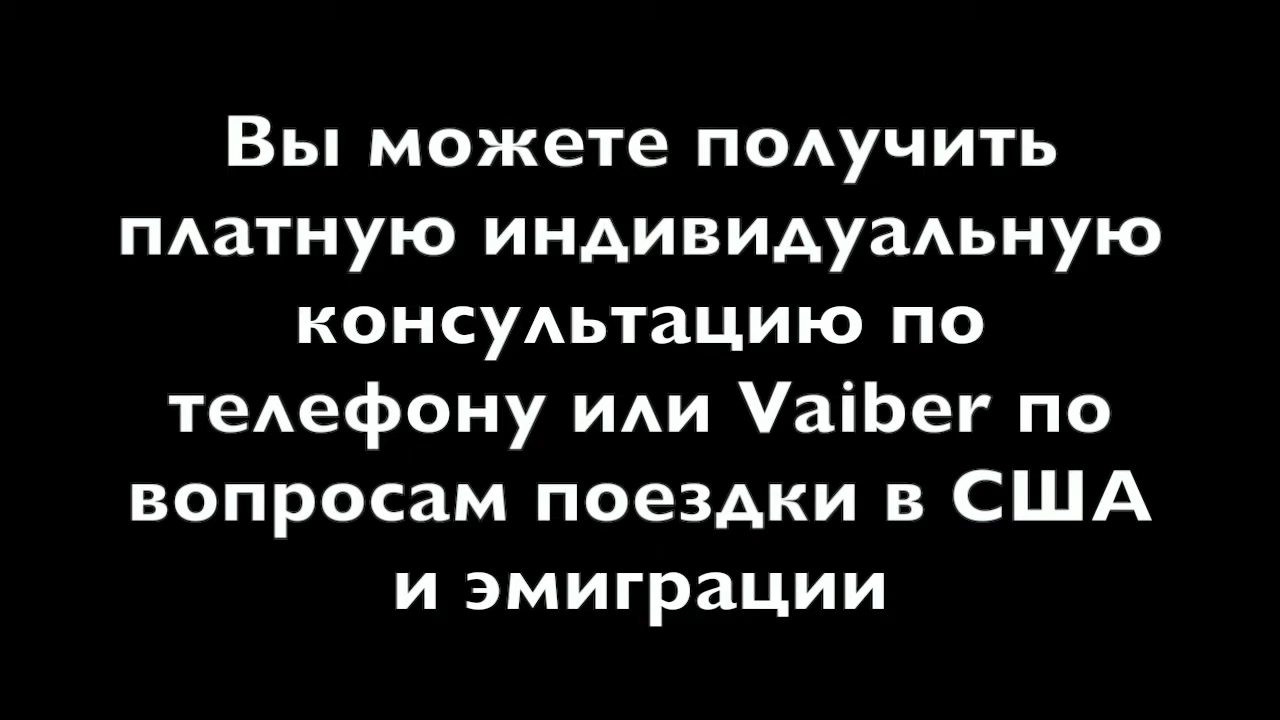 Вы можете получить
платную индивидуальную
консультацию по
телефону или Vaiber по
вопросам поездки в США
и эмиграции